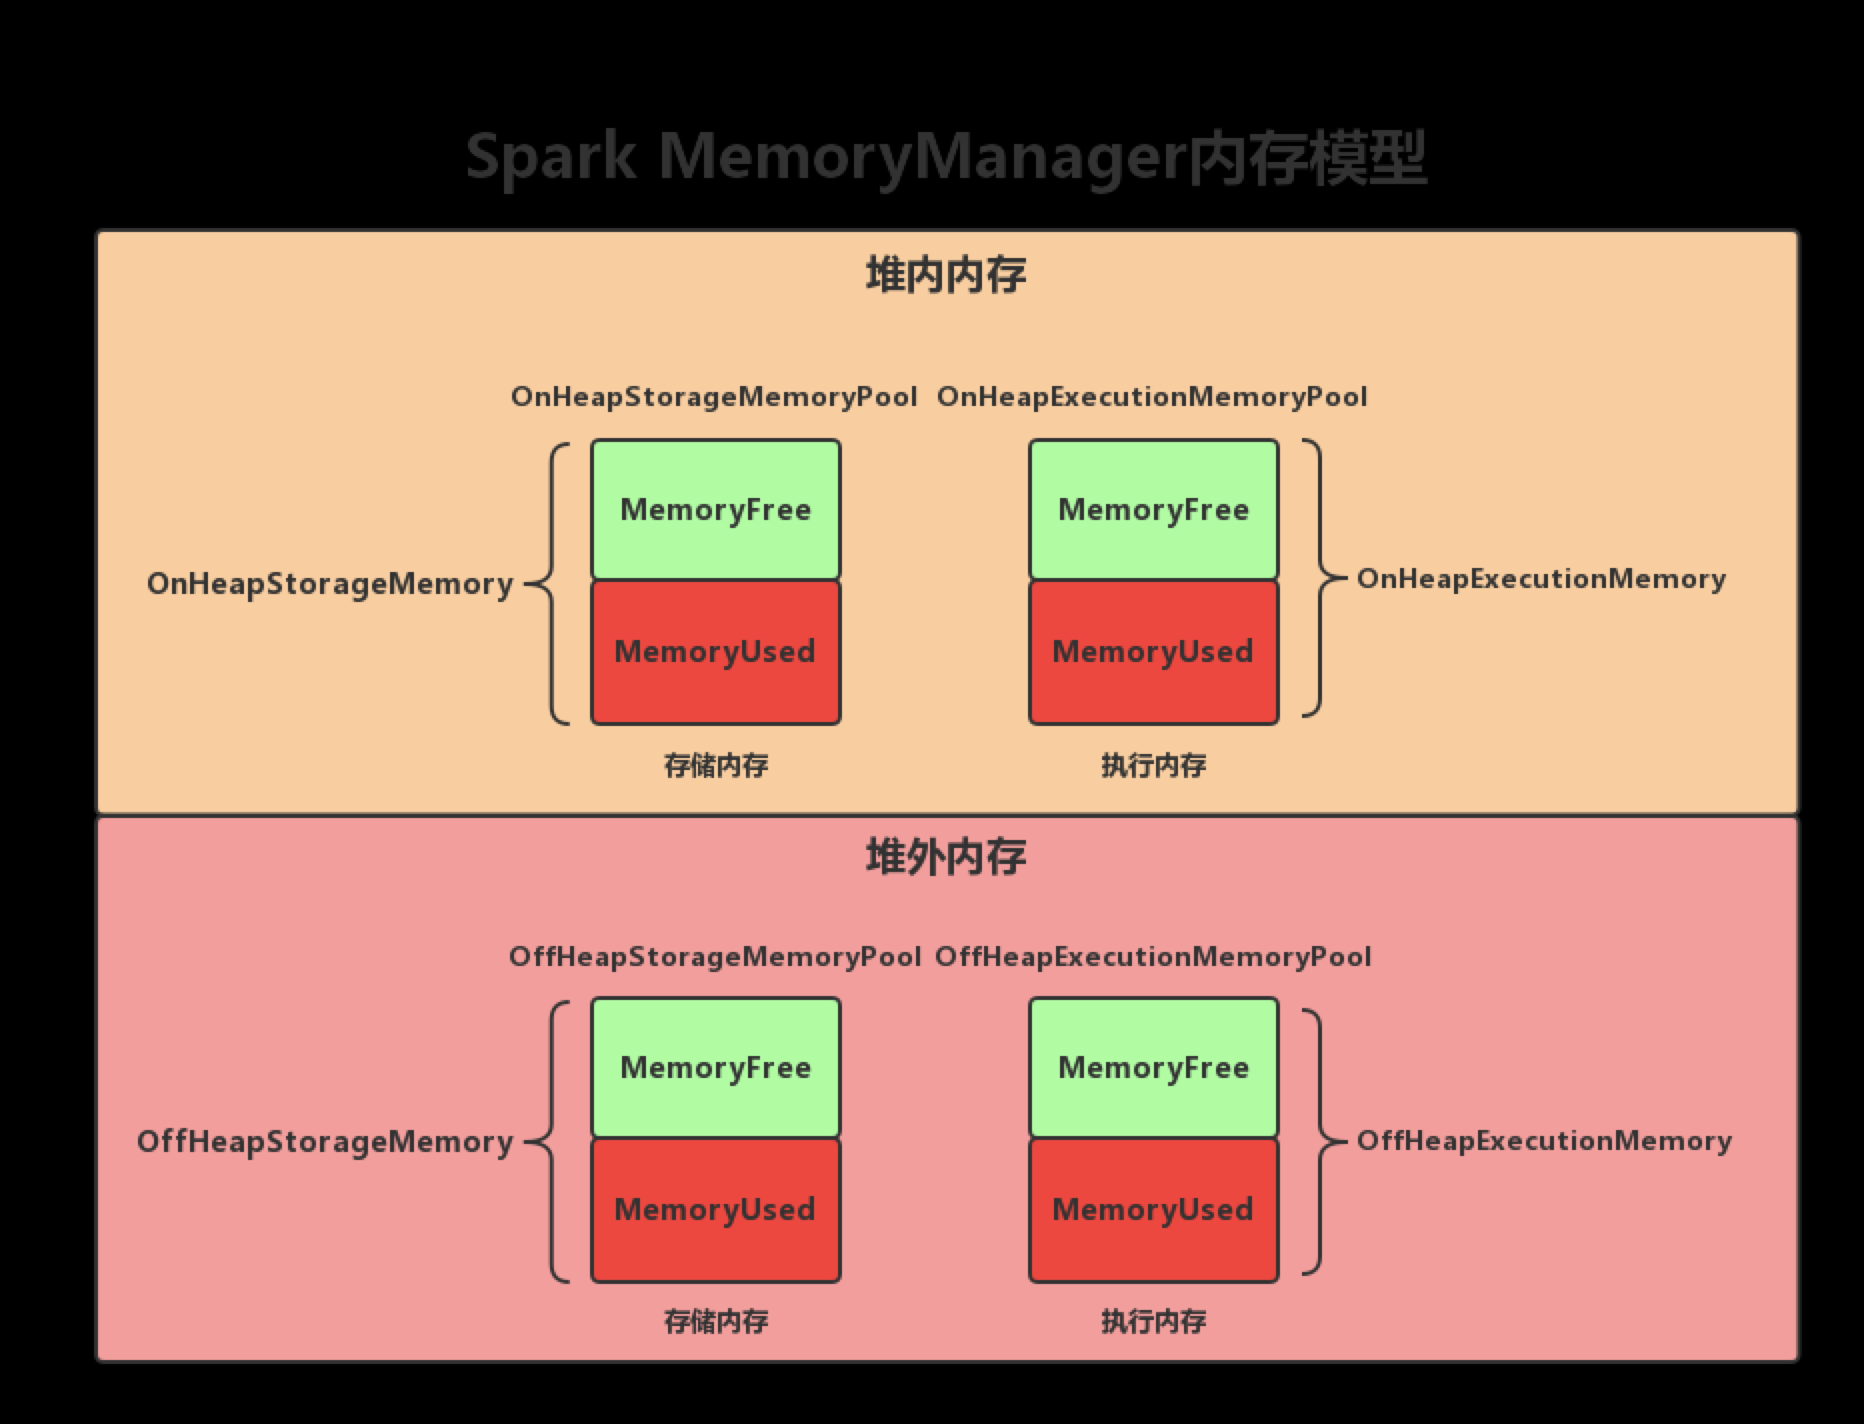 Spark MemoryManager内存模型
堆内内存
OnHeapStorageMemoryPool OnHeapExecutionMemoryPool
MemoryFree MemoryFree
OnHeapStorageMemory OnHeapExecutionMemory
MemoryUsed MemoryUsed
存储内存 执行内存
堆外内存
OffHeapStorageMemoryPool OffHeapExecutionMemoryPool
MemoryFree MemoryFree
OffHeapStorageMemory OffHeapExecutionMemory
MemoryUsed MemoryUsed
存储内存 执行内存